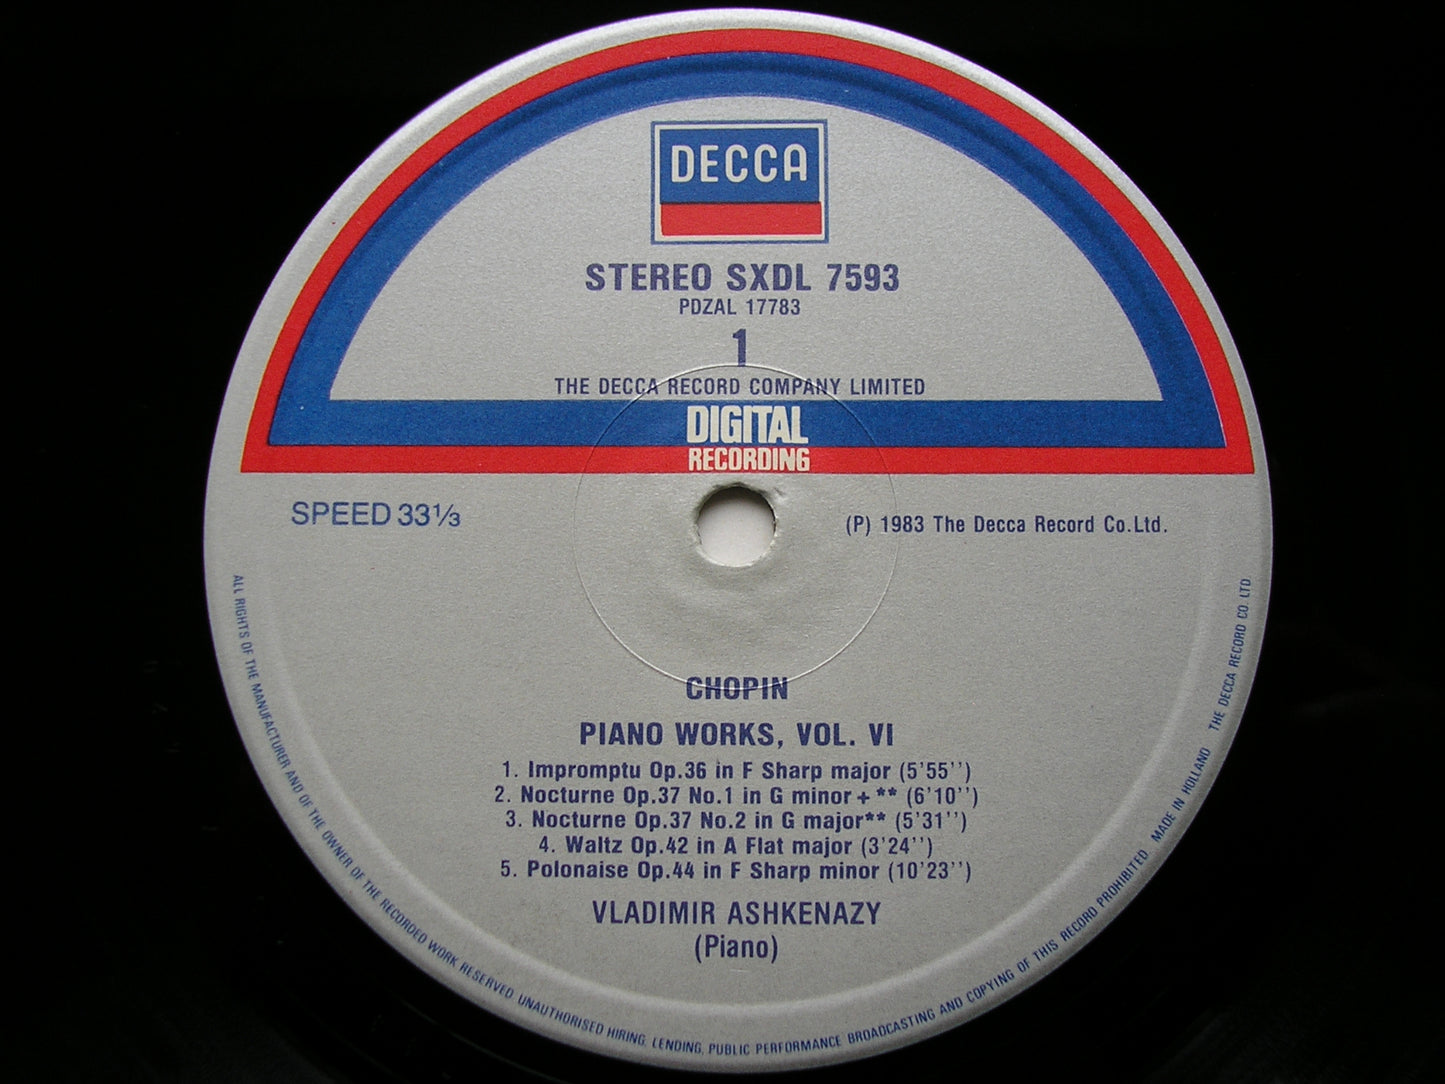 DECCA
STEREO SXDL 7593
PDZAL 17783
1
THE DECCA RECORD COMPANY LIMITED
DIGITAL
RECORDING
SPEED 33⅓
(P) 1983 The Decca Record Co.Ltd.
CHOPIN
PIANO WORKS, VOL. VI
1. Impromptu Op.36 in F Sharp major (5'55'')
2. Nocturne Op.37 No.1 in G minor + ** (6'10'')
3. Nocturne Op.37 No.2 in G major** (5'31'')
4. Waltz Op.42 in A Flat major (3'24'')
5. Polonaise Op.44 in F Sharp minor (10'23'')
VLADIMIR ASHKENAZY
(Piano)
ALL RIGHTS OF THE MANUFACTURER AND OF THE OWNER OF THE RECORDED WORK RESERVED. UNAUTHORISED HIRING, LENDING, PUBLIC PERFORMANCE BROADCASTING AND COPYING OF THIS RECORD PROHIBITED. MADE IN HOLLAND THE DECCA RECORD CO. LTD.